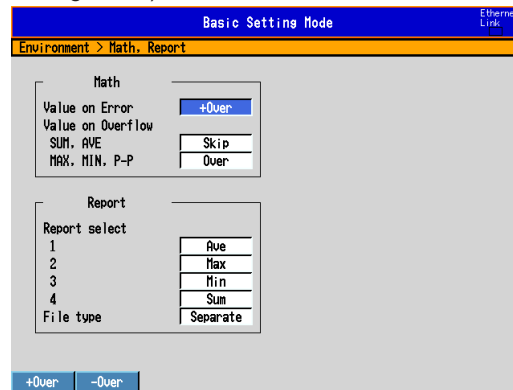 Basic Setting Mode
Link
Environment > Math, Report
Math
Value on Error +Over
Value on Overflow
SUM, AVE Skip
MAX, MIN, P-P Over
Report
Report select
1 Ave
2 Max
3 Min
4 Sum
File type Separate
+Over -Over